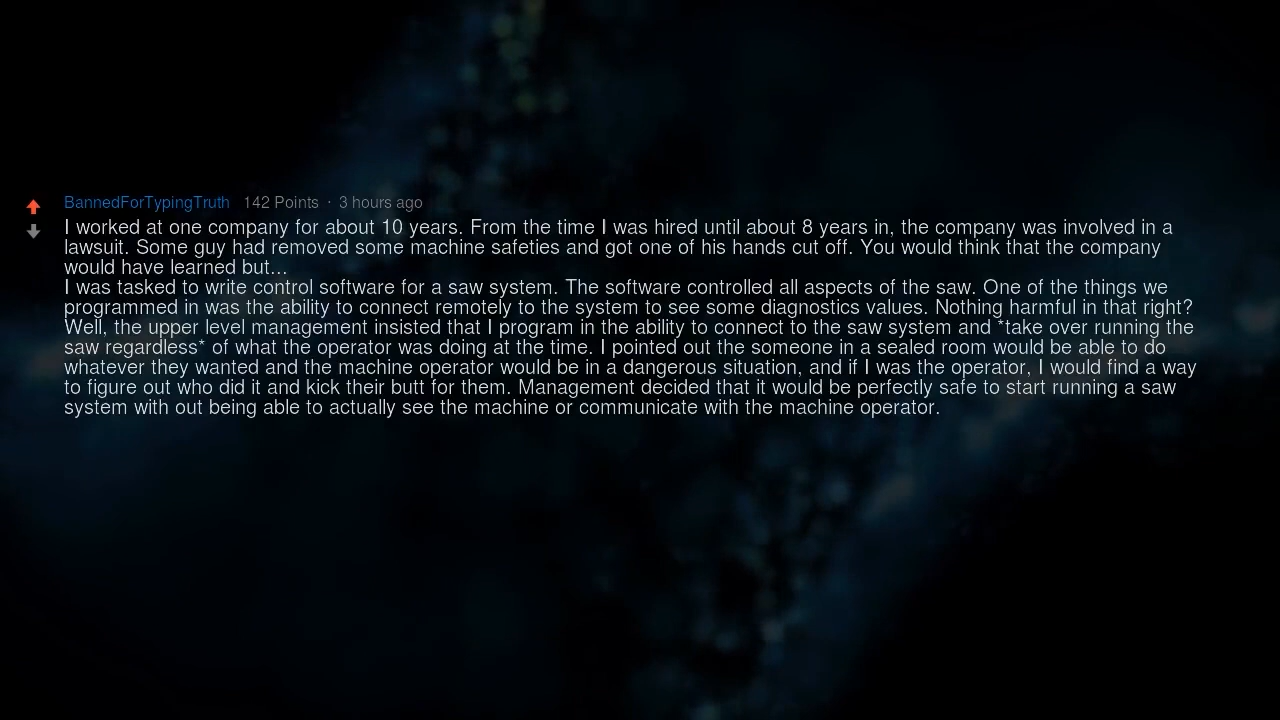 BannedForTypingTruth 142 Points · 3 hours ago
I worked at one company for about 10 years. From the time I was hired until about 8 years in, the company was involved in a
lawsuit. Some guy had removed some machine safeties and got one of his hands cut off. You would think that the company
would have learned but...
I was tasked to write control software for a saw system. The software controlled all aspects of the saw. One of the things we
programmed in was the ability to connect remotely to the system to see some diagnostics values. Nothing harmful in that right?
Well, the upper level management insisted that I program in the ability to connect to the saw system and *take over running the
saw regardless* of what the operator was doing at the time. I pointed out the someone in a sealed room would be able to do
whatever they wanted and the machine operator would be in a dangerous situation, and if I was the operator, I would find a way
to figure out who did it and kick their butt for them. Management decided that it would be perfectly safe to start running a saw
system with out being able to actually see the machine or communicate with the machine operator.